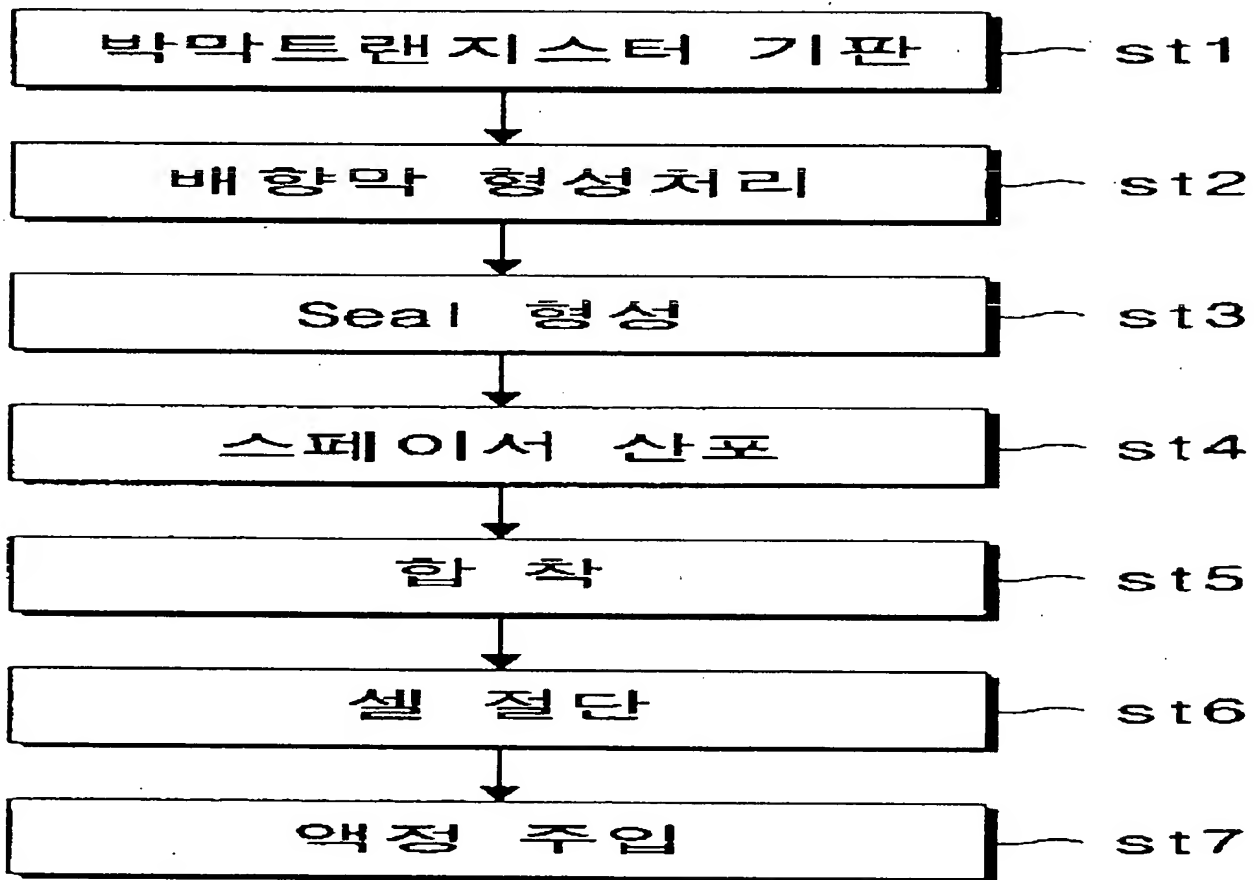 박막트랜지스터 기판 st1
배향막 형성처리 st2
Seal 형성 st3
스페이서 산포 st4
합 착 st5
셀 절단 st6
액정 주입 st7